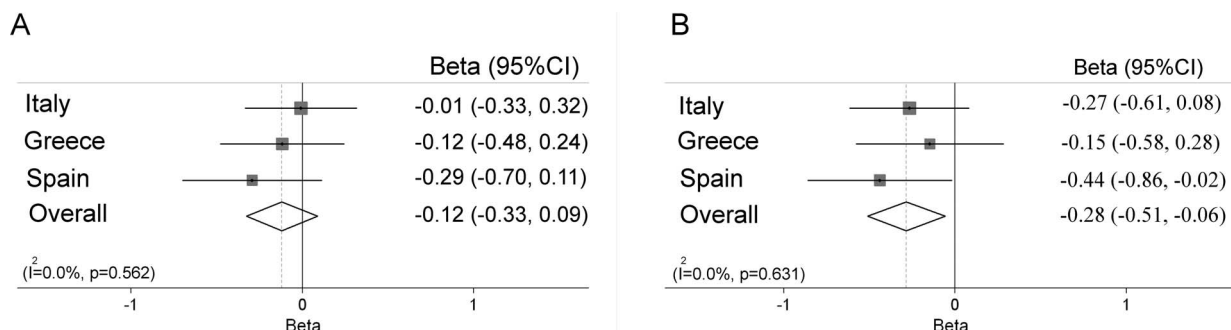 A
Beta (95%CI)
Italy -0.01 (-0.33, 0.32)
Greece -0.12 (-0.48, 0.24)
Spain -0.29 (-0.70, 0.11)
Overall -0.12 (-0.33, 0.09)
(I²=0.0%, p=0.562)
-1 0 1
Beta
B
Beta (95%CI)
Italy -0.27 (-0.61, 0.08)
Greece -0.15 (-0.58, 0.28)
Spain -0.44 (-0.86, -0.02)
Overall -0.28 (-0.51, -0.06)
(I²=0.0%, p=0.631)
-1 0 1
Beta